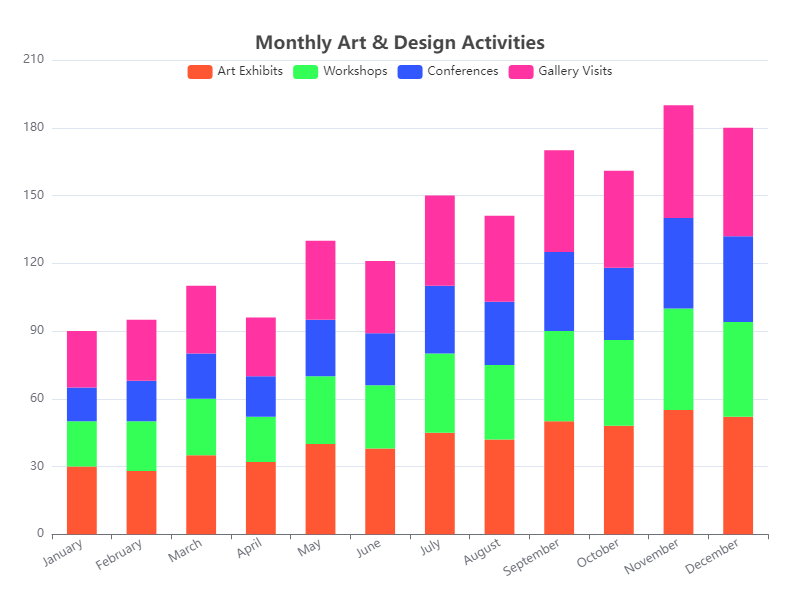 Monthly Art & Design Activities
Art Exhibits Workshops Conferences Gallery Visits
210
180
150
120
90
60
30
0
January February March April May June July August September October November December